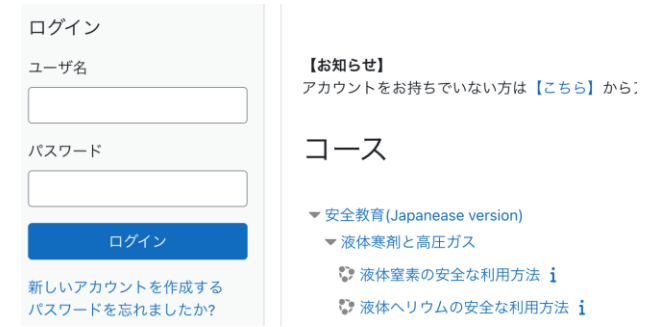 ログイン
ユーザ名
パスワード
ログイン
新しいアカウントを作成する
パスワードを忘れましたか?
【お知らせ】
アカウントをお持ちでいない方は【こちら】から
コース
安全教育(Japanease version)
液体寒剤と高圧ガス
液体窒素の安全な利用方法
液体ヘリウムの安全な利用方法